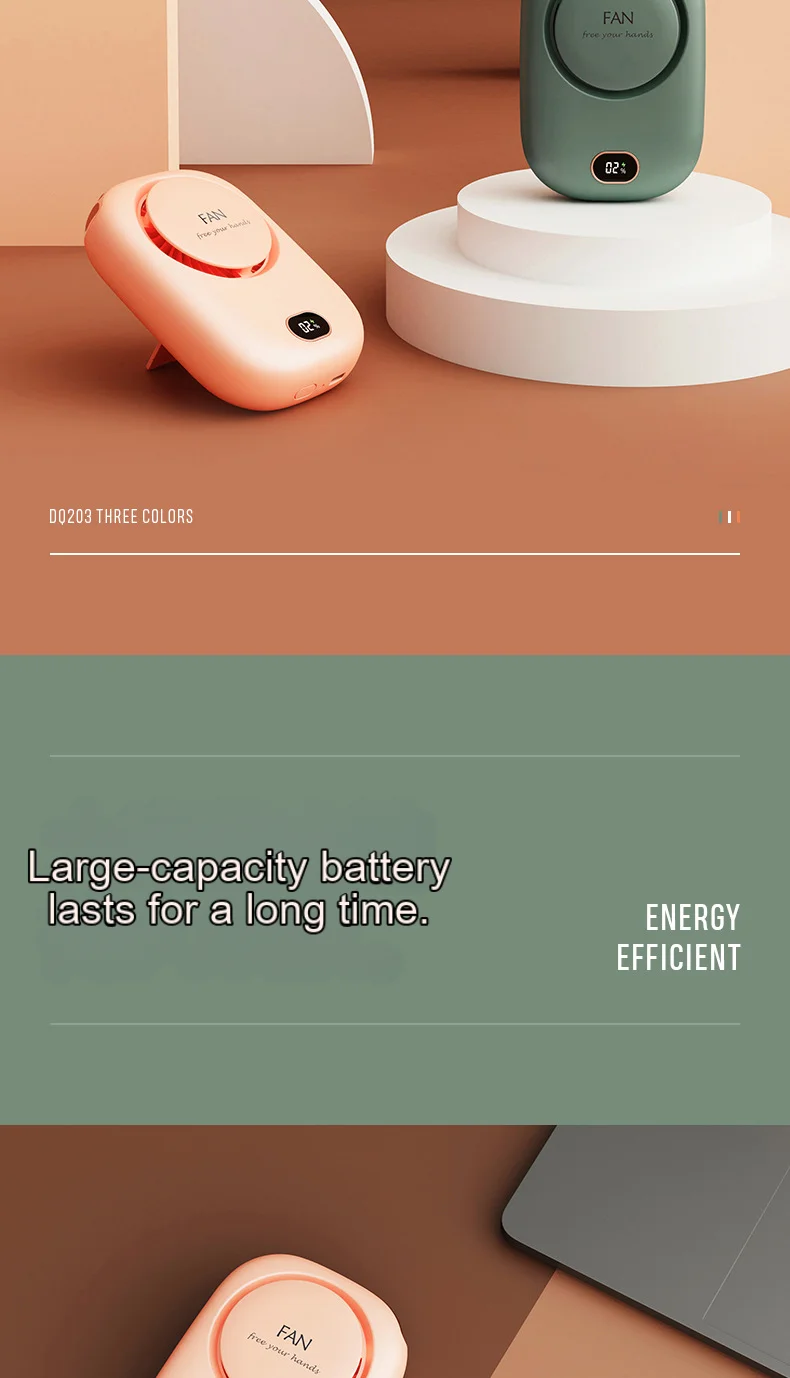 FAN
free your hands
02%
FAN
free your hands
02%
DQ203 THREE COLORS
Large-capacity battery
lasts for a long time.
ENERGY
EFFICIENT
FAN
free your hands